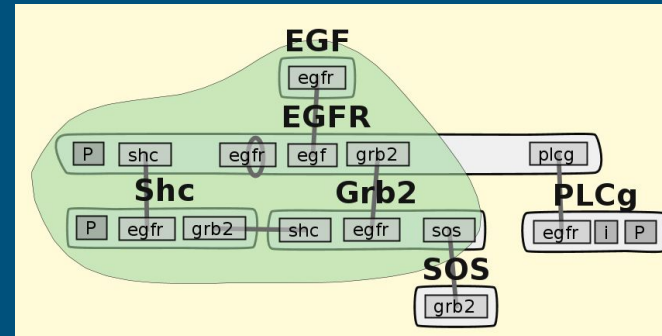 EGF
egfr
EGFR
P shc egfr egf grb2 plcg
Shc Grb2 PLCg
P egfr grb2 shc egfr sos egfr i P
SOS
grb2